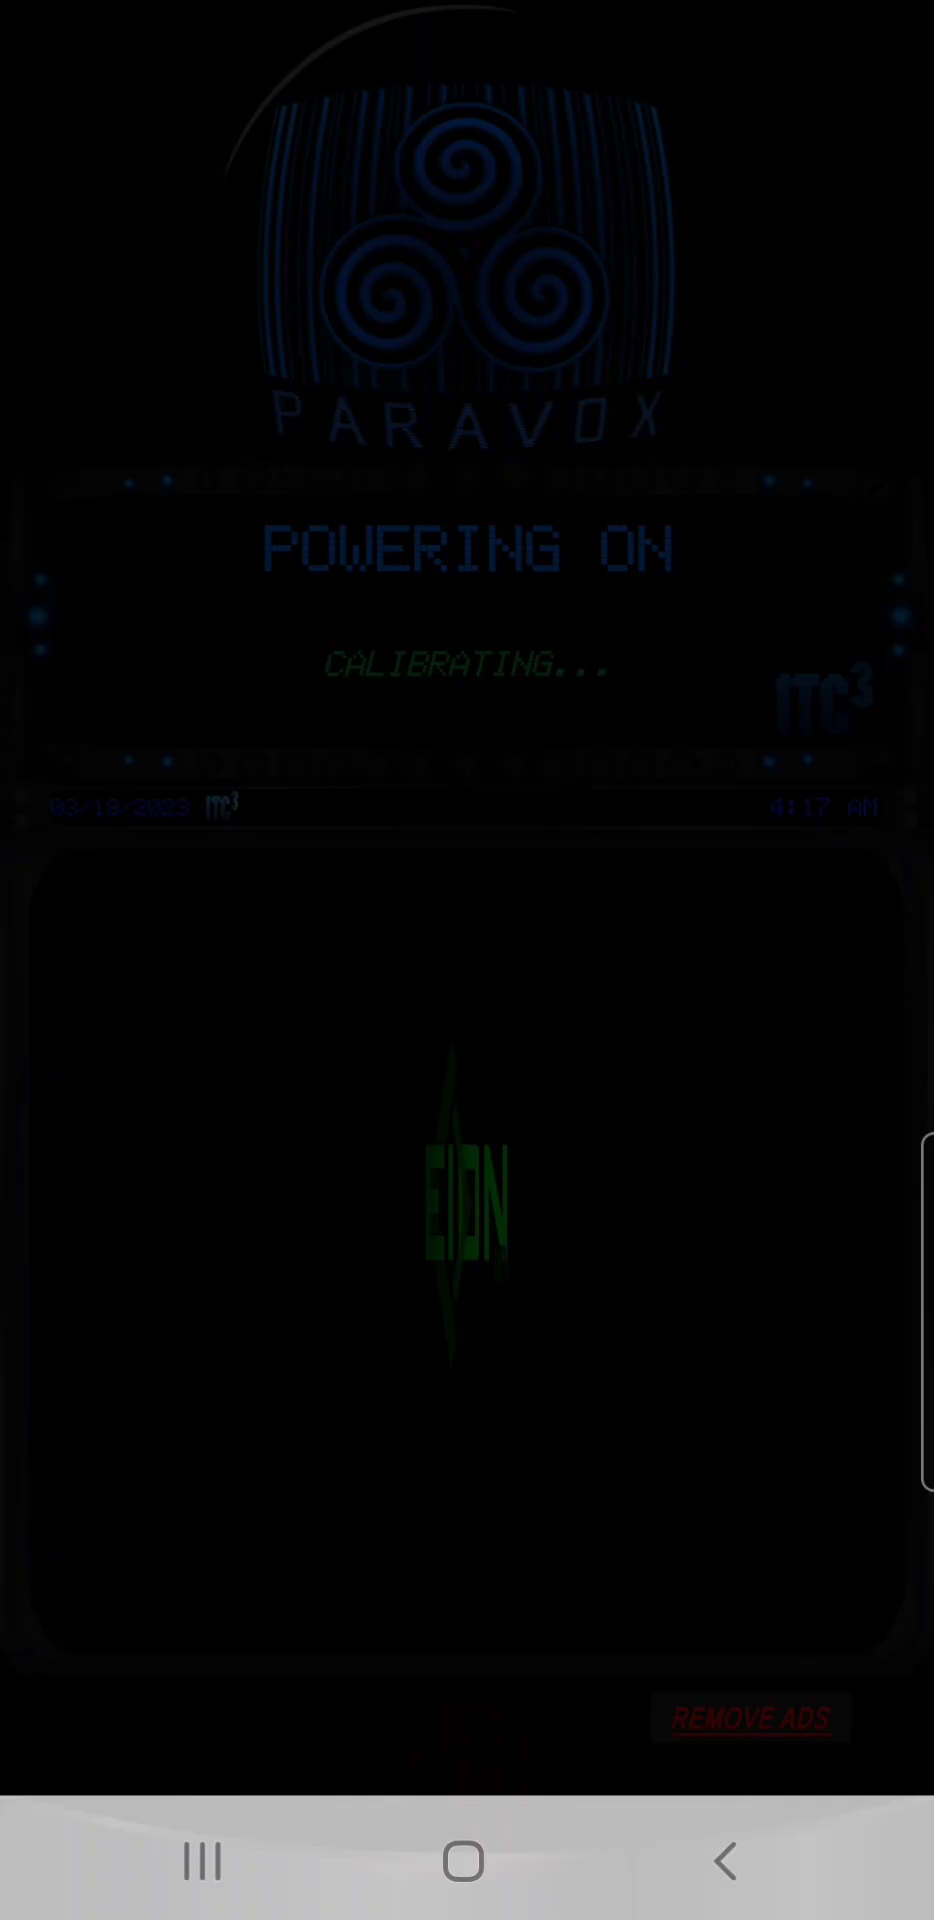 PARAVOX
POWERING ON
CALIBRATING...
ITC³
03/18/2023 ITC³ 4:17 AM
EION
REMOVE ADS